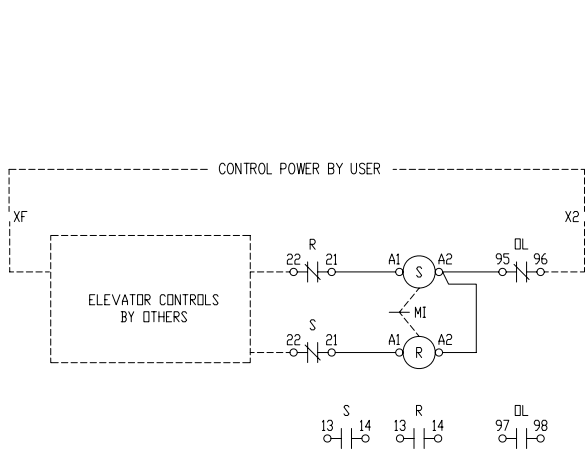 CONTROL POWER BY USER
XF
X2
R
OL
22 21
A1
S
A2
95 96
ELEVATOR CONTROLS
BY OTHERS
MI
S
22 21
A1
R
A2
S
R
OL
13 14
13 14
97 98